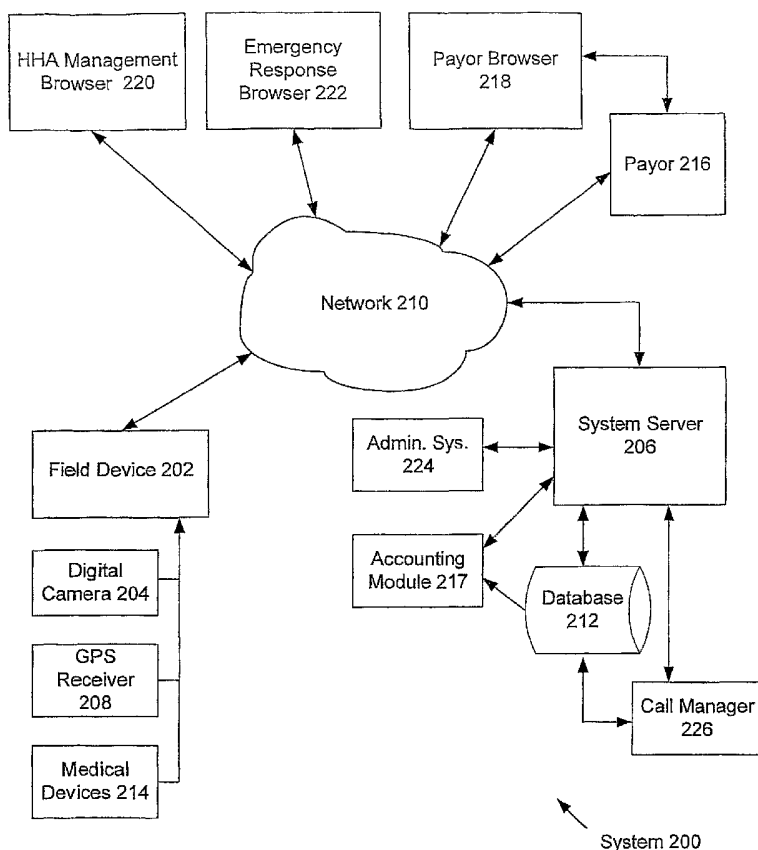 HHA Management
Browser 220
Emergency
Response
Browser 222
Payor Browser
218
Payor 216
Network 210
System Server
206
Admin. Sys.
224
Field Device 202
Accounting
Module 217
Digital
Camera 204
Database
212
GPS
Receiver
208
Call Manager
226
Medical
Devices 214
System 200